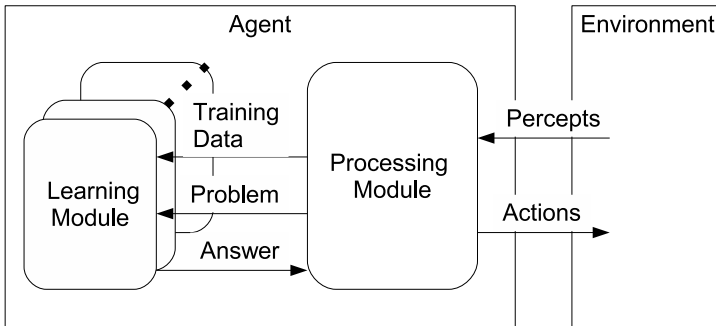 Agent
Environment
Training
Data
Percepts
Processing
Module
Learning
Module
Problem
Actions
Answer